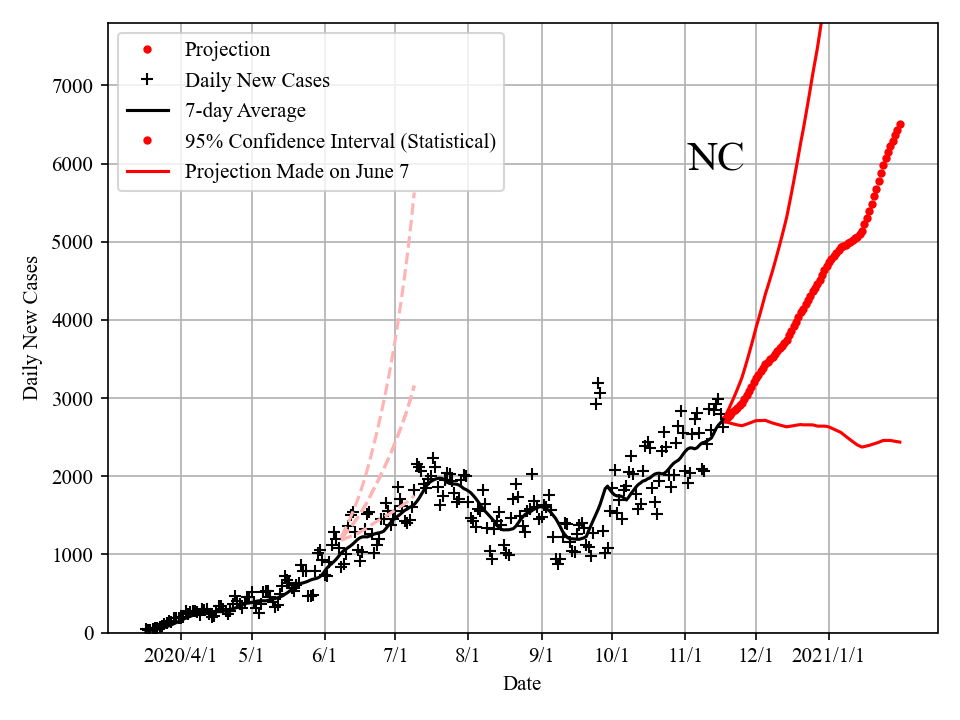 Projection
Daily New Cases
7-day Average
95% Confidence Interval (Statistical)
Projection Made on June 7
NC
7000
6000
5000
4000
3000
2000
1000
0
Daily New Cases
2020/4/1 5/1 6/1 7/1 8/1 9/1 10/1 11/1 12/1 2021/1/1
Date